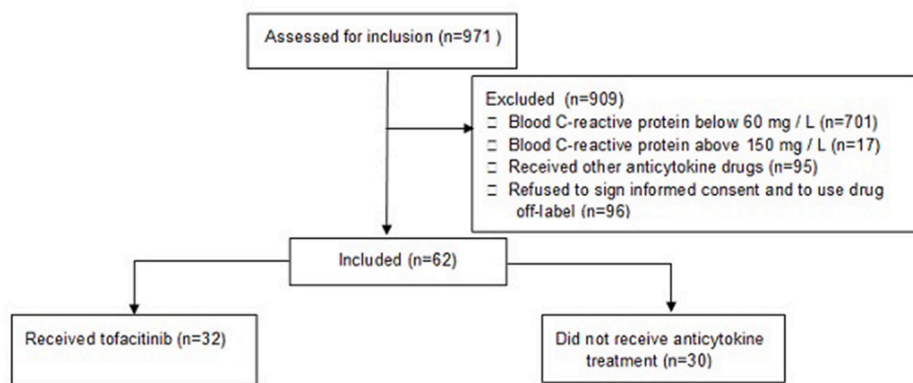 Assessed for inclusion (n=971 )
Excluded (n=909)
□ Blood C-reactive protein below 60 mg / L (n=701)
□ Blood C-reactive protein above 150 mg / L (n=17)
□ Received other anticytokine drugs (n=95)
□ Refused to sign informed consent and to use drug
off-label (n=96)
Included (n=62)
Received tofacitinib (n=32)
Did not receive anticytokine
treatment (n=30)